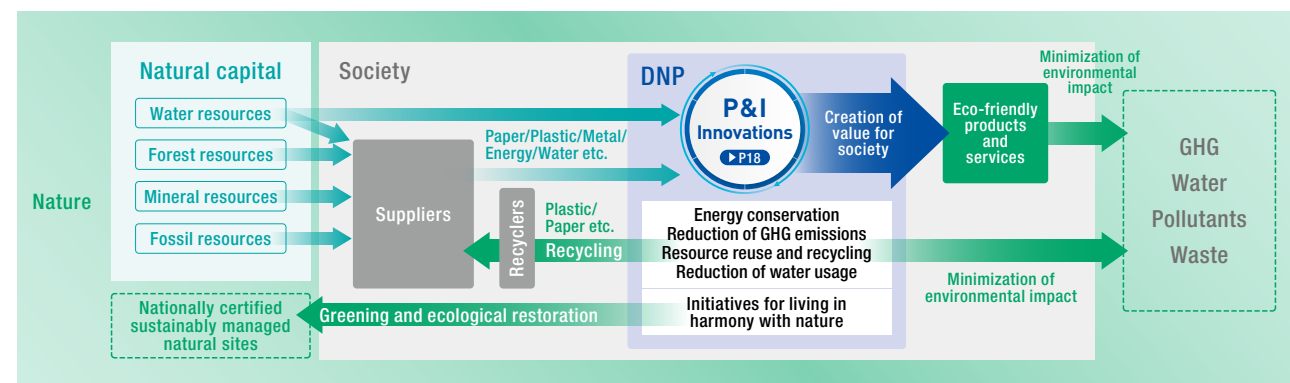 Nature
Natural capital
Water resources
Forest resources
Mineral resources
Fossil resources
Nationally certified
sustainably managed
natural sites
Society
Suppliers
Paper/Plastic/Metal/
Energy/Water etc.
Recyclers
Plastic/
Paper etc.
Recycling
Greening and ecological restoration
DNP
P&I
Innovations
▶P18
Creation of
value for
society
Energy conservation
Reduction of GHG emissions
Resource reuse and recycling
Reduction of water usage
Initiatives for living in
harmony with nature
Eco-friendly
products
and
services
Minimization of
environmental
impact
Minimization of
environmental impact
GHG
Water
Pollutants
Waste